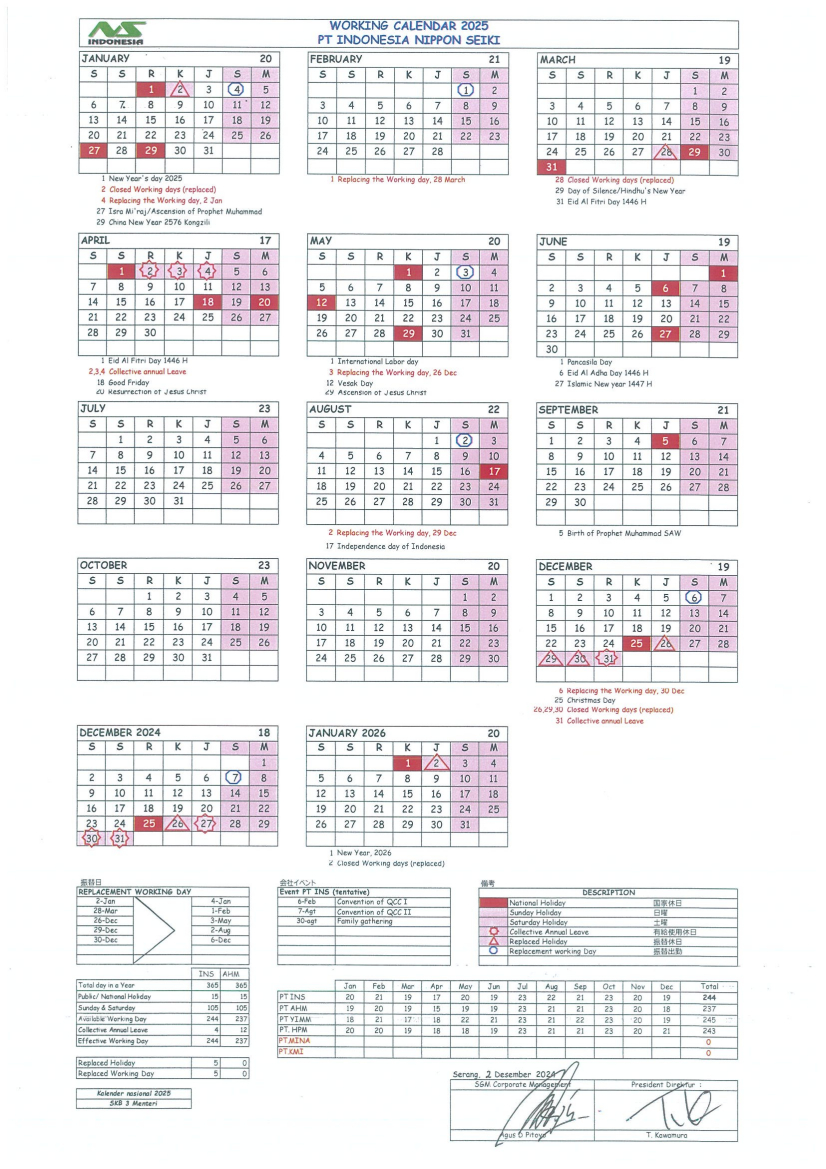 NS
INDONESIA
WORKING CALENDAR 2025
PT INDONESIA NIPPON SEIKI
JANUARY 20
S S R K J S M
1 2 3 4 5
6 7 8 9 10 11 12
13 14 15 16 17 18 19
20 21 22 23 24 25 26
27 28 29 30 31
1 New Year's day 2025
2 Closed Working days (replaced)
4 Replacing the Working day, 2 Jan
27 Isra Mi'raj/Ascension of Prophet Muhammad
29 China New Year 2576 Kongzili
FEBRUARY 21
S S R K J S M
1 2
3 4 5 6 7 8 9
10 11 12 13 14 15 16
17 18 19 20 21 22 23
24 25 26 27 28
1 Replacing the Working day, 28 March
MARCH 19
S S R K J S M
1 2
3 4 5 6 7 8 9
10 11 12 13 14 15 16
17 18 19 20 21 22 23
24 25 26 27 28 29 30
31
28 Closed Working days (replaced)
29 Day of Silence/Hindhu's New Year
31 Eid Al Fitri Day 1446 H
APRIL 17
S S R K J S M
1 2 3 4 5 6
7 8 9 10 11 12 13
14 15 16 17 18 19 20
21 22 23 24 25 26 27
28 29 30
1 Eid Al Fitri Day 1446 H
2,3,4 Collective annual Leave
18 Good Friday
20 Resurrection of Jesus Christ
MAY 20
S S R K J S M
1 2 3 4
5 6 7 8 9 10 11
12 13 14 15 16 17 18
19 20 21 22 23 24 25
26 27 28 29 30 31
1 International Labor day
3 Replacing the Working day, 26 Dec
12 Vesak Day
29 Ascension of Jesus Christ
JUNE 19
S S R K J S M
1
2 3 4 5 6 7 8
9 10 11 12 13 14 15
16 17 18 19 20 21 22
23 24 25 26 27 28 29
30
1 Pancasila Day
6 Eid Al Adha Day 1446 H
27 Islamic New year 1447 H
JULY 23
S S R K J S M
1 2 3 4 5 6
7 8 9 10 11 12 13
14 15 16 17 18 19 20
21 22 23 24 25 26 27
28 29 30 31
AUGUST 22
S S R K J S M
1 2 3
4 5 6 7 8 9 10
11 12 13 14 15 16 17
18 19 20 21 22 23 24
25 26 27 28 29 30 31
2 Replacing the Working day, 29 Dec
17 Independence day of Indonesia
SEPTEMBER 21
S S R K J S M
1 2 3 4 5 6 7
8 9 10 11 12 13 14
15 16 17 18 19 20 21
22 23 24 25 26 27 28
29 30
5 Birth of Prophet Muhammad SAW
OCTOBER 23
S S R K J S M
1 2 3 4 5
6 7 8 9 10 11 12
13 14 15 16 17 18 19
20 21 22 23 24 25 26
27 28 29 30 31
NOVEMBER 20
S S R K J S M
1 2
3 4 5 6 7 8 9
10 11 12 13 14 15 16
17 18 19 20 21 22 23
24 25 26 27 28 29 30
DECEMBER 19
S S R K J S M
1 2 3 4 5 6 7
8 9 10 11 12 13 14
15 16 17 18 19 20 21
22 23 24 25 26 27 28
29 30 31
6 Replacing the Working day, 30 Dec
25 Christmas Day
26,29,30 Closed Working days (replaced)
31 Collective annual Leave
DECEMBER 2024 18
S S R K J S M
1
2 3 4 5 6 7 8
9 10 11 12 13 14 15
16 17 18 19 20 21 22
23 24 25 26 27 28 29
30 31
JANUARY 2026 20
S S R K J S M
1 2 3 4
5 6 7 8 9 10 11
12 13 14 15 16 17 18
19 20 21 22 23 24 25
26 27 28 29 30 31
1 New Year, 2026
2 Closed Working days (replaced)
振替日
REPLACEMENT WORKING DAY
2-Jan 4-Jan
28-Mar 1-Feb
26-Dec 3-May
29-Dec 2-Aug
30-Dec 6-Dec
会社イベント
Event PT INS (tentative)
6-Feb Convention of QCC I
7-Agt Convention of QCC II
30-agt Family gathering
備考
DESCRIPTION
National Holiday 国家休日
Sunday Holiday 日曜
Saturday Holiday 土曜
Collective Annual Leave 有給使用休日
Replaced Holiday 振替休日
Replacement working Day 振替出勤
INS AHM
Total day in a Year 365 365
Public/ National Holiday 15 15
Sunday & Saturday 105 105
Available Working Day 244 237
Collective Annual Leave 4 12
Effective Working Day 244 237
Replaced Holiday 5 0
Replaced Working Day 5 0
Kalender nasional 2025
SKB 3 Menteri
Jan Feb Mar Apr May Jun Jul Aug Sep Oct Nov Dec Total
PT INS 20 21 19 17 20 19 23 22 21 23 20 19 244
PT AHM 19 20 19 15 19 19 23 21 21 23 20 18 237
PT YIMM 18 21 17 18 22 21 23 21 22 23 20 19 245
PT. HPM 20 20 19 18 18 19 23 21 21 23 20 21 243
PT.MINA 0
PT.KMI 0
Serang, 2 Desember 2024
SGM. Corporate Management
President Direktur :
Agus D. Pitoyo
T. Kawamura